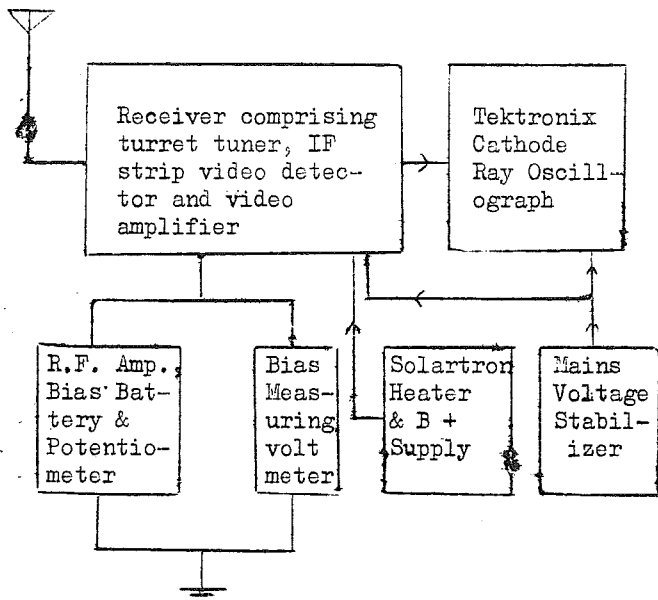 Receiver comprising
turret tuner, IF
strip video detec-
tor and video
amplifier
Tektronix
Cathode
Ray Oscill-
ograph
R.F. Amp.
Bias Bat-
tery &
Potentio-
meter
Bias
Meas-
uring
volt
meter
Solartron
Heater
& B +
Supply
Mains
Voltage
Stabil-
izer